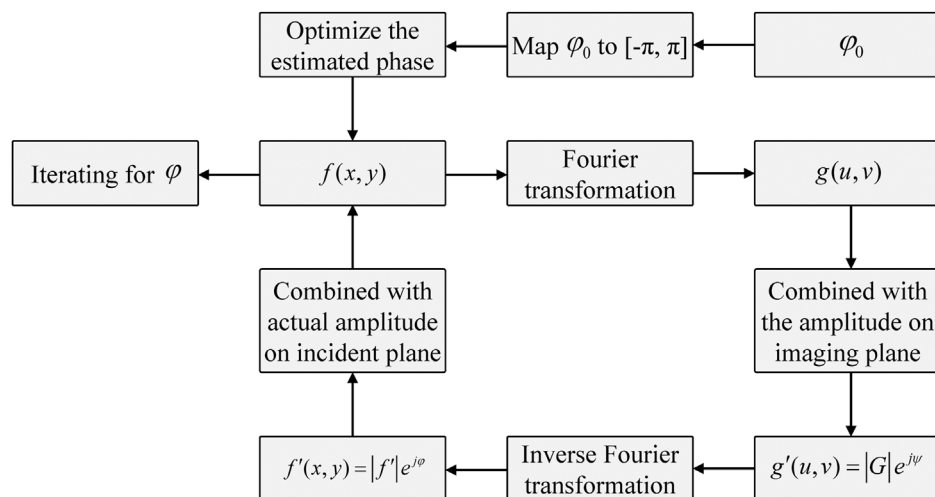 Optimize the
estimated phase
Map φ₀ to [-π, π]
φ₀
Iterating for φ
f(x, y)
Fourier
transformation
g(u, v)
Combined with
actual amplitude
on incident plane
Combined with
the amplitude on
imaging plane
f′(x, y) = |f′|e^{jφ}
Inverse Fourier
transformation
g′(u, v) = |G|e^{jψ}